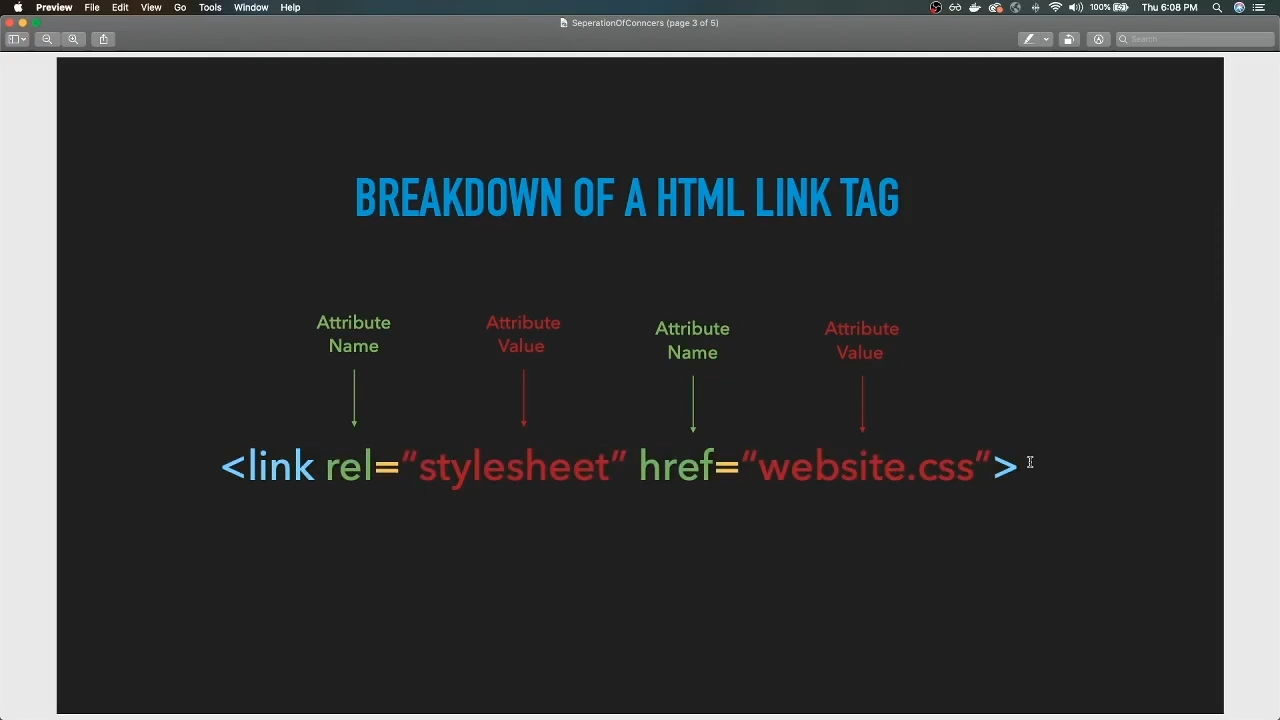 Preview File Edit View Go Tools Window Help
100% Thu 6:08 PM
SeperationOfConncers (page 3 of 5)
Search
BREAKDOWN OF A HTML LINK TAG
Attribute Name
Attribute Value
Attribute Name
Attribute Value
<link rel=“stylesheet” href=“website.css”>